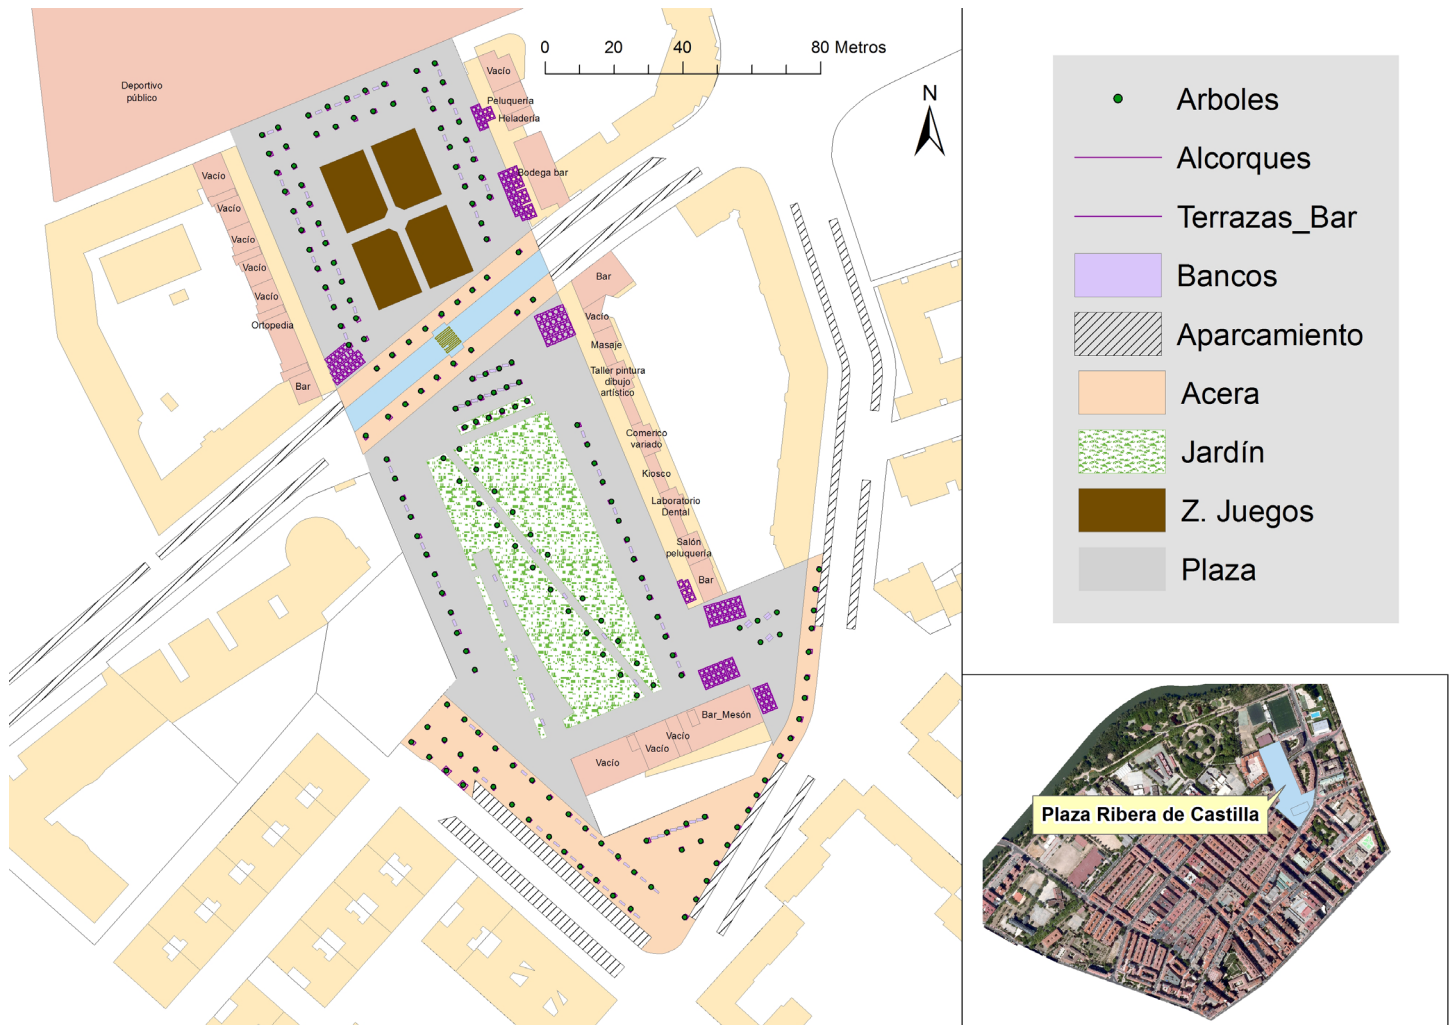 0 20 40 80 Metros
N
Deportivo
público
Vacío
Peluquería
Heladería
Bodega bar
Vacío
Vacío
Vacío
Vacío
Vacío
Ortopedia
Bar
Bar
Vacío
Masaje
Taller pintura
dibujo
artístico
Comerico
variado
Kiosco
Laboratorio
Dental
Salón
peluquería
Bar
Bar_Mesón
Vacío
Vacío
Vacío
Arboles
Alcorques
Terrazas_Bar
Bancos
Aparcamiento
Acera
Jardín
Z. Juegos
Plaza
Plaza Ribera de Castilla